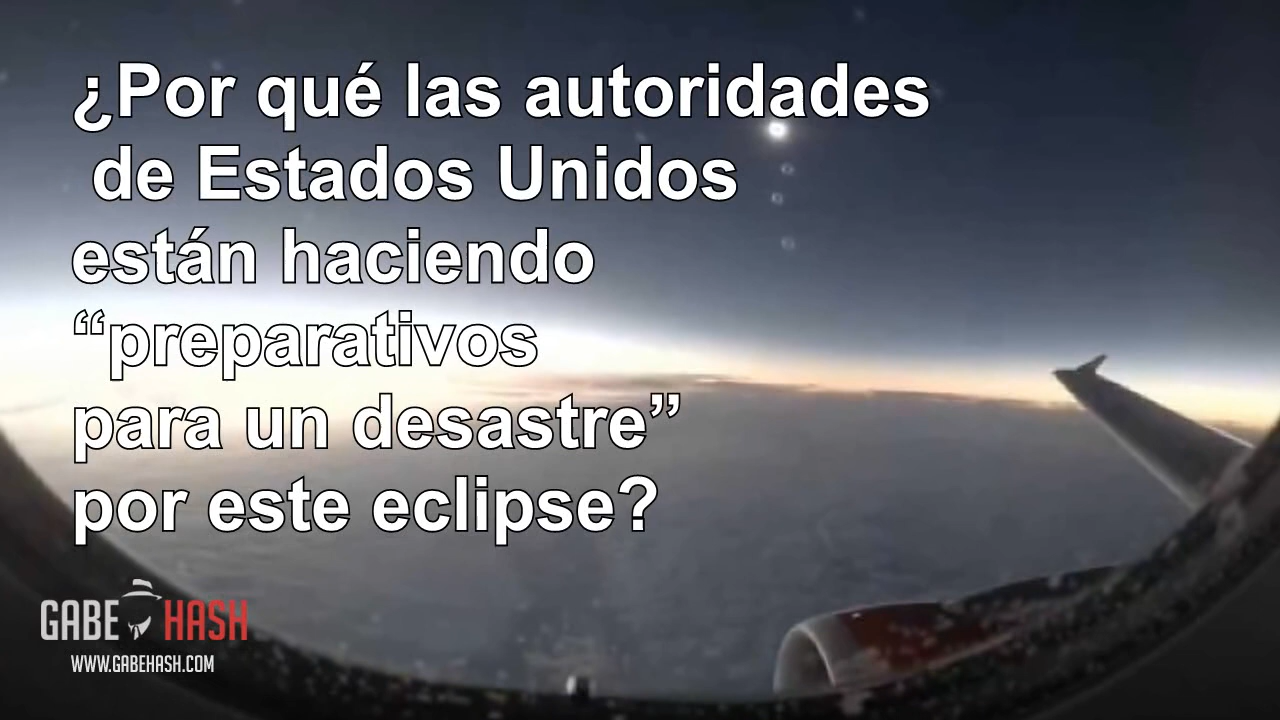 ¿Por qué las autoridades
de Estados Unidos
están haciendo
“preparativos
para un desastre”
por este eclipse?
GABE HASH
WWW.GABEHASH.COM